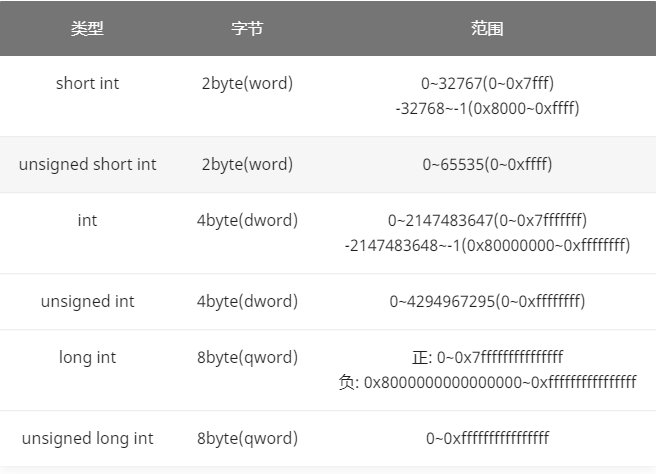 类型 字节 范围
short int 2byte(word) 0~32767(0~0x7fff)
-32768~-1(0x8000~0xffff)
unsigned short int 2byte(word) 0~65535(0~0xffff)
int 4byte(dword) 0~2147483647(0~0x7fffffff)
-2147483648~-1(0x80000000~0xffffffff)
unsigned int 4byte(dword) 0~4294967295(0~0xffffffff)
long int 8byte(qword) 正: 0~0x7fffffffffffffff
负: 0x8000000000000000~0xffffffffffffffff
unsigned long int 8byte(qword) 0~0xffffffffffffffff